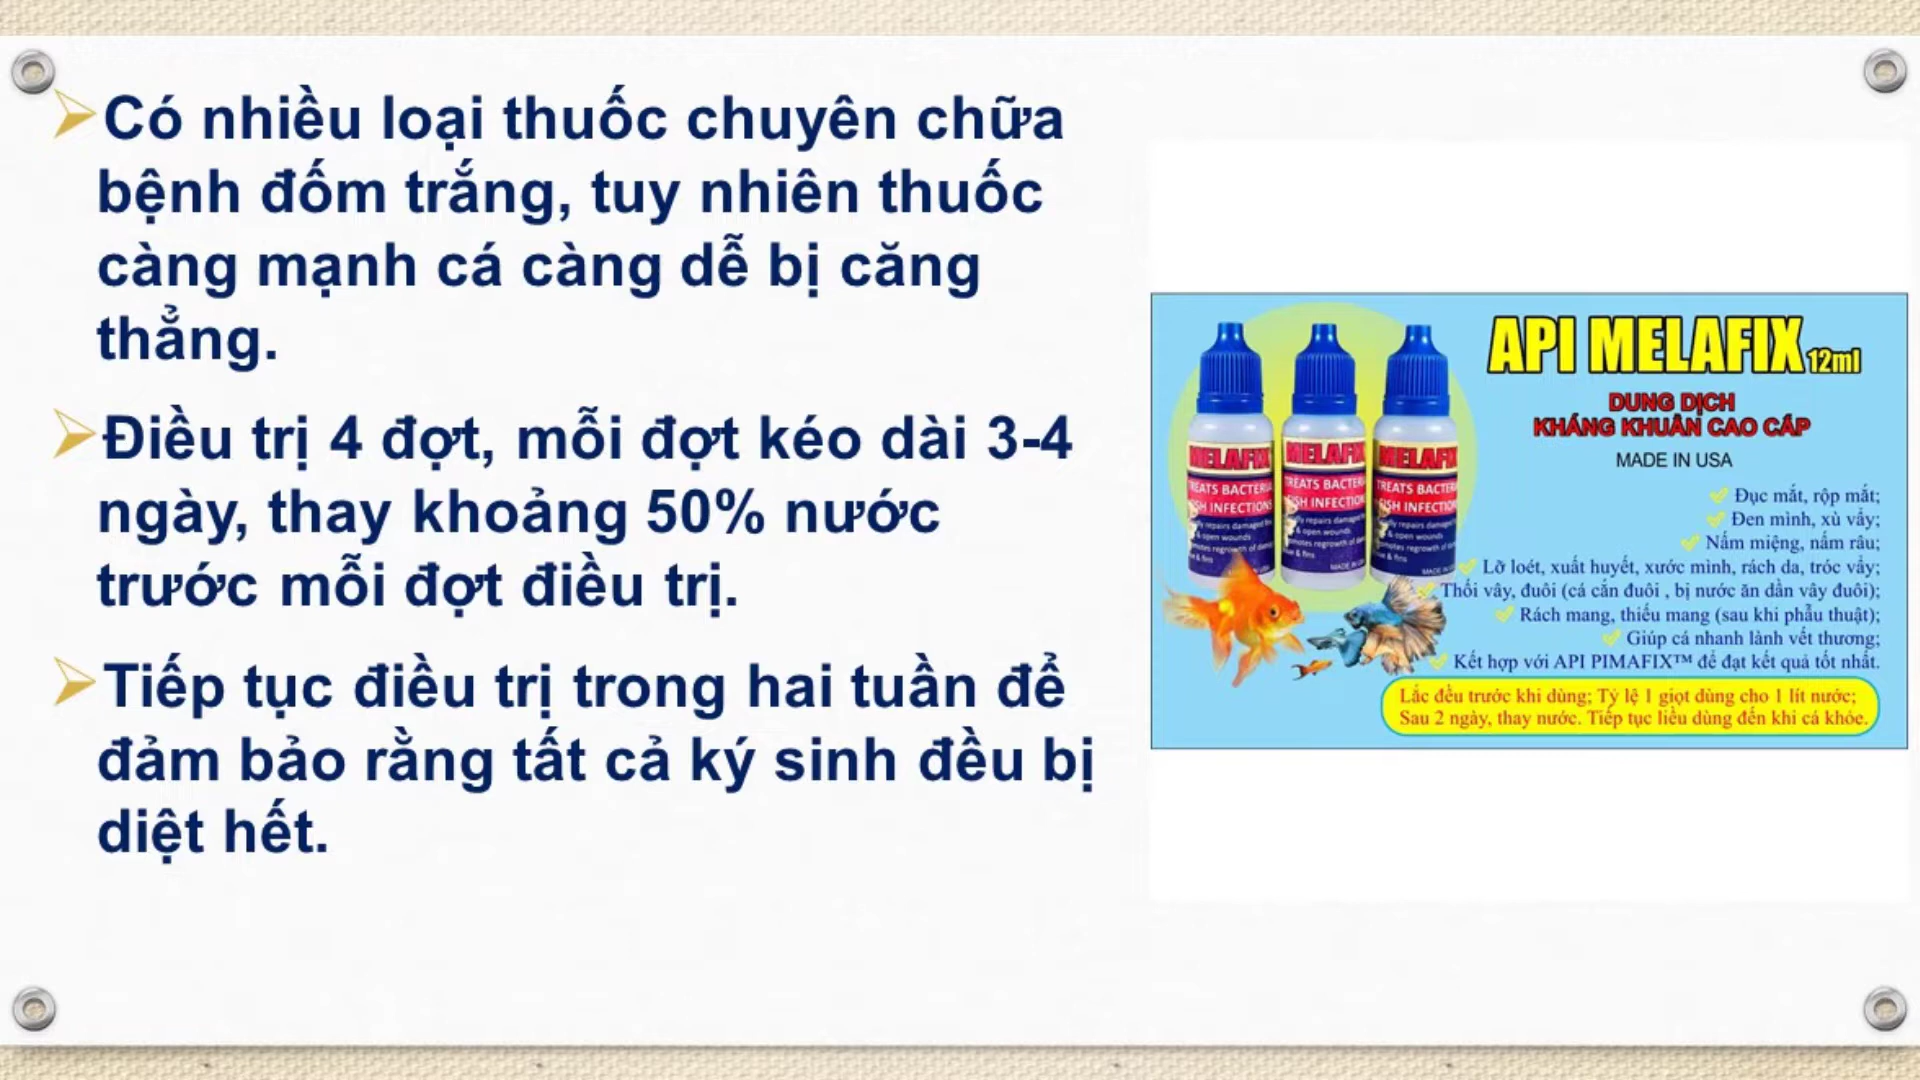 Có nhiều loại thuốc chuyên chữa
bệnh đốm trắng, tuy nhiên thuốc
càng mạnh cá càng dễ bị căng
thẳng.
Điều trị 4 đợt, mỗi đợt kéo dài 3-4
ngày, thay khoảng 50% nước
trước mỗi đợt điều trị.
Tiếp tục điều trị trong hai tuần để
đảm bảo rằng tất cả ký sinh đều bị
diệt hết.
API MELAFIX 12ml
DUNG DỊCH
KHÁNG KHUẨN CAO CẤP
MADE IN USA
Đục mắt, rộp mắt;
Đen mình, xù vẩy;
Nấm miệng, nấm râu;
Lỡ loét, xuất huyết, xước mình, rách da, tróc vẩy;
Thối vây, đuôi (cá cắn đuôi , bị nước ăn dần vây đuôi);
Rách mang, thiếu mang (sau khi phẫu thuật);
Giúp cá nhanh lành vết thương;
Kết hợp với API PIMAFIX™ để đạt kết quả tốt nhất.
Lắc đều trước khi dùng; Tỷ lệ 1 giọt dùng cho 1 lít nước;
Sau 2 ngày, thay nước. Tiếp tục liều dùng đến khi cá khỏe.
MELAFIX MELAFIX MELAFIX